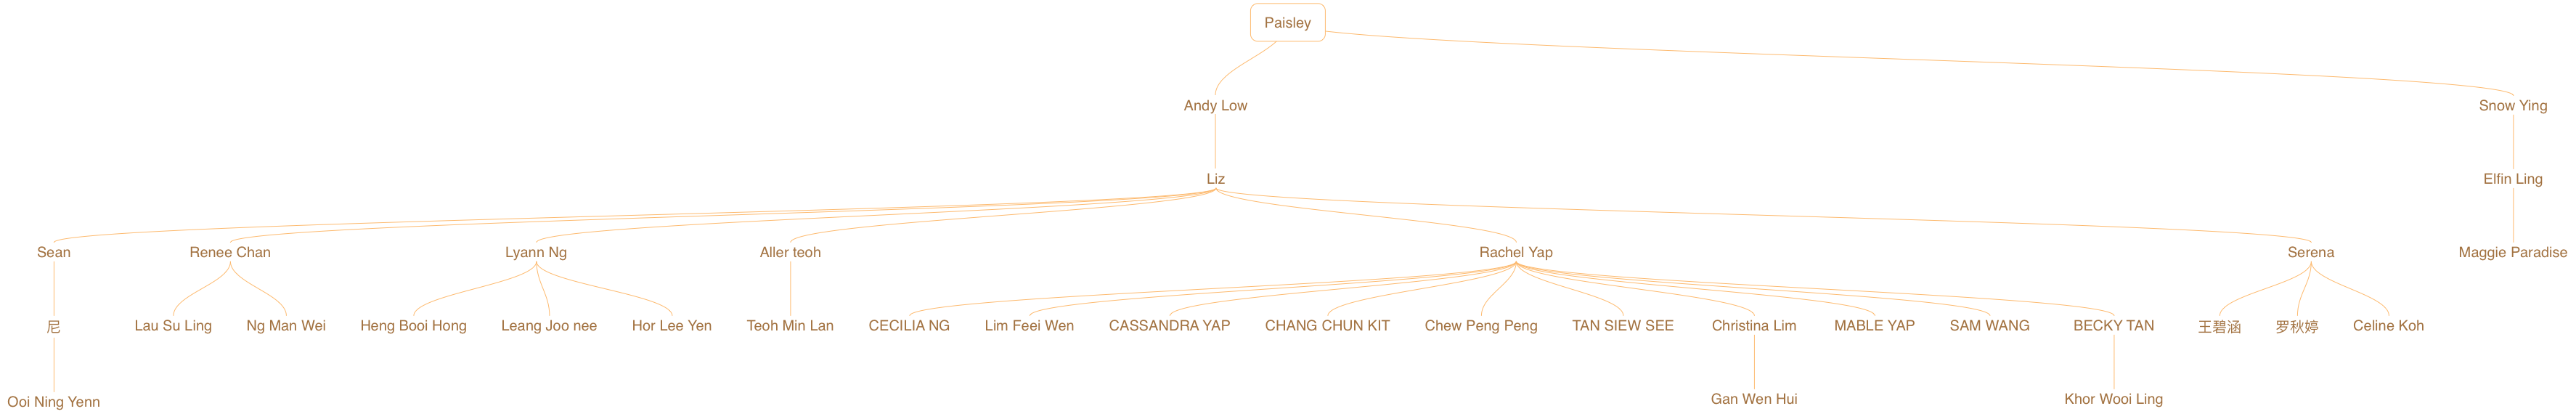 Paisley
Andy Low
Snow Ying
Liz
Elfin Ling
Sean
Renee Chan
Lyann Ng
Aller teoh
Rachel Yap
Serena
Maggie Paradise
尼
Lau Su Ling
Ng Man Wei
Heng Booi Hong
Leang Joo nee
Hor Lee Yen
Teoh Min Lan
CECILIA NG
Lim Feei Wen
CASSANDRA YAP
CHANG CHUN KIT
Chew Peng Peng
TAN SIEW SEE
Christina Lim
MABLE YAP
SAM WANG
BECKY TAN
王碧涵
罗秋婷
Celine Koh
Ooi Ning Yenn
Gan Wen Hui
Khor Wooi Ling